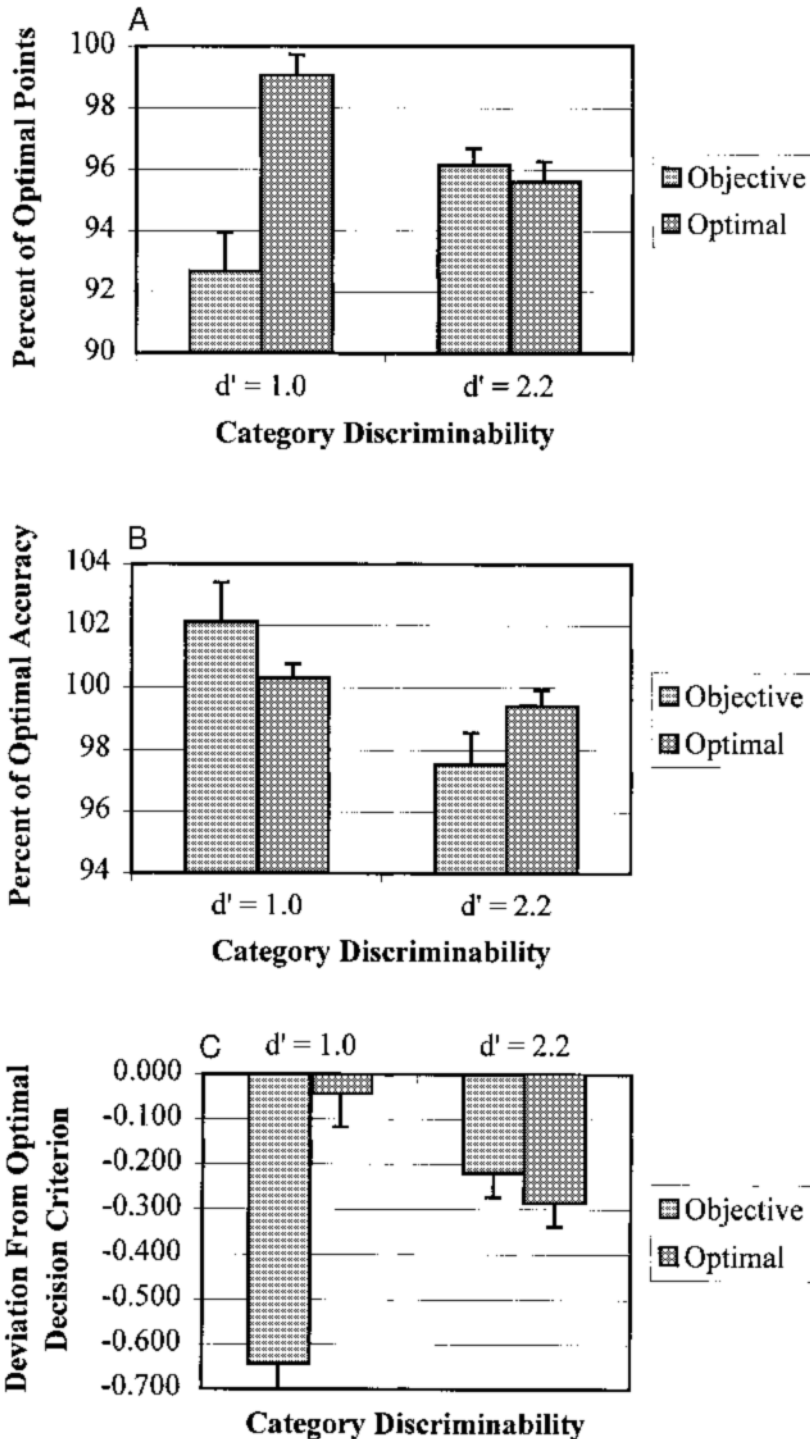 A
100
98
96
94
92
90
Percent of Optimal Points
d' = 1.0
d' = 2.2
Category Discriminability
Objective
Optimal
B
104
102
100
98
96
94
Percent of Optimal Accuracy
d' = 1.0
d' = 2.2
Category Discriminability
Objective
Optimal
C
d' = 1.0
d' = 2.2
0.000
-0.100
-0.200
-0.300
-0.400
-0.500
-0.600
-0.700
Deviation From Optimal
Decision Criterion
Category Discriminability
Objective
Optimal